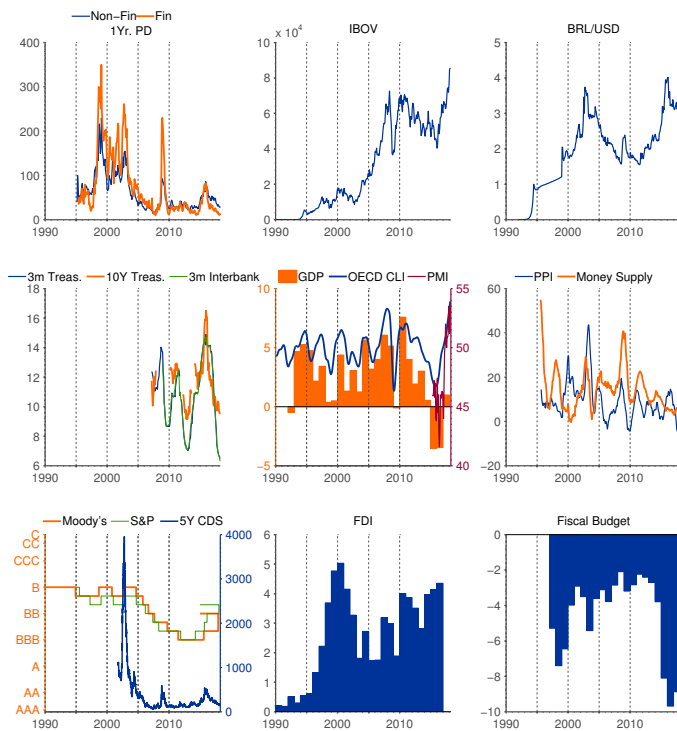 Non-Fin Fin
1Yr. PD
400
300
200
100
0
1990 2000 2010
x 10^4
IBOV
10
8
6
4
2
0
1990 2000 2010
BRL/USD
5
4
3
2
1
0
1990 2000 2010
3m Treas. 10Y Treas. 3m Interbank
18
16
14
12
10
8
6
1990 2000 2010
GDP OECD CLI PMI
10 55
5 50
0 45
−5 40
1990 2000 2010
PPI Money Supply
60
40
20
0
−20
1990 2000 2010
Moody's S&P 5Y CDS
C
CC
CCC
B
BB
BBB
A
AA
AAA
4000
3000
2000
1000
0
1990 2000 2010
FDI
6
5
4
3
2
1
0
1990 2000 2010
Fiscal Budget
0
−2
−4
−6
−8
−10
1990 2000 2010